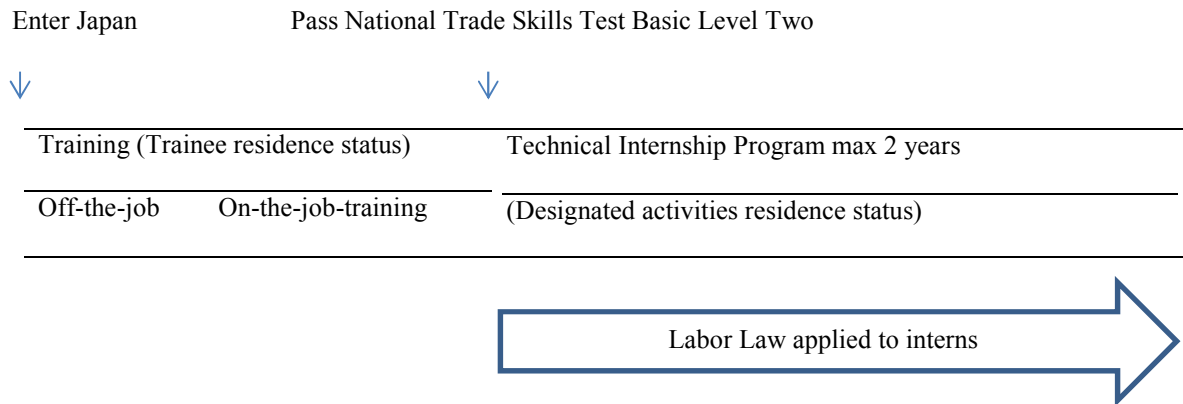 Enter Japan
Pass National Trade Skills Test Basic Level Two
Training (Trainee residence status)
Technical Internship Program max 2 years
Off-the-job
On-the-job-training
(Designated activities residence status)
Labor Law applied to interns